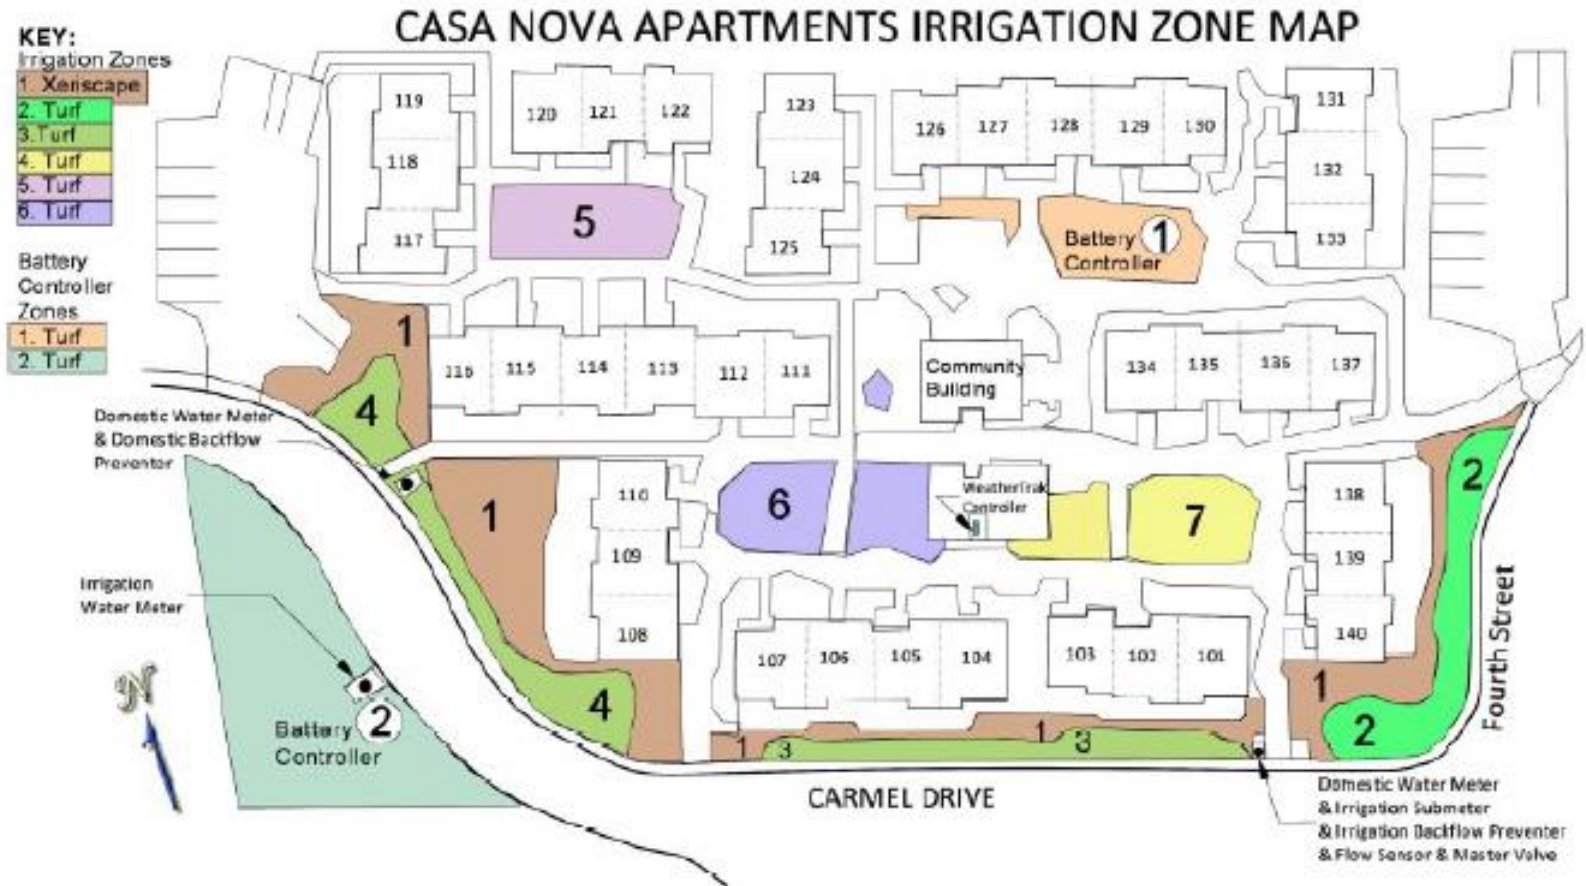 CASA NOVA APARTMENTS IRRIGATION ZONE MAP
KEY:
Irrigation Zones
1. Xeriscape
2. Turf
3.Turf
4. Turf
5. Turf
6. Turf
Battery
Controller
Zones
1. Turf
2. Turf
119
118
117
120 121 122
123
124
125
126 127 128 129 130
131
132
133
5
Battery
Controller
1
1
4
116 115 114 113 112 111
Community
Building
134 135 136 137
Domestic Water Meter
& Domestic Backflow
Preventor
1
110
109
108
6
WeatherTrak
Controller
7
138
139
140
2
Irrigation
Water Meter
4
107 106 105 104
103 102 101
1
2
Battery
Controller
2
1
3
1
3
N
CARMEL DRIVE
Fourth Street
Domestic Water Meter
& Irrigation Submeter
& Irrigation Backflow Preventer
& Flow Sensor & Master Valve